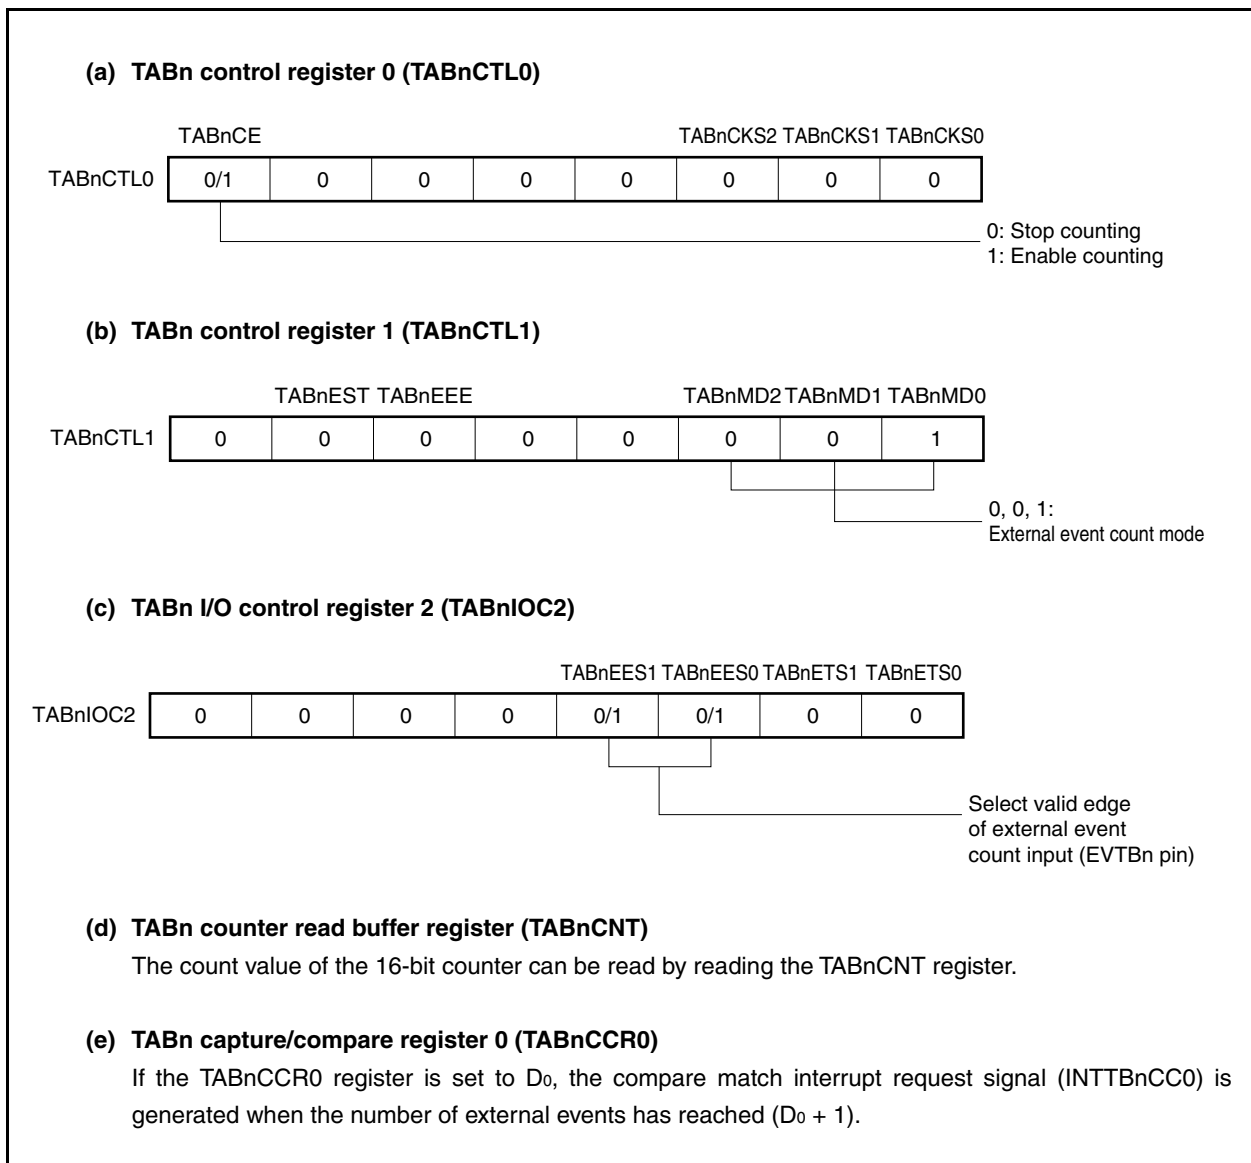 (a) TABn control register 0 (TABnCTL0)
TABnCE TABnCKS2 TABnCKS1 TABnCKS0
TABnCTL0 0/1 0 0 0 0 0 0 0
0: Stop counting
1: Enable counting
(b) TABn control register 1 (TABnCTL1)
TABnEST TABnEEE TABnMD2 TABnMD1 TABnMD0
TABnCTL1 0 0 0 0 0 0 0 1
0, 0, 1:
External event count mode
(c) TABn I/O control register 2 (TABnIOC2)
TABnEES1 TABnEES0 TABnETS1 TABnETS0
TABnIOC2 0 0 0 0 0/1 0/1 0 0
Select valid edge
of external event
count input (EVTBn pin)
(d) TABn counter read buffer register (TABnCNT)
The count value of the 16-bit counter can be read by reading the TABnCNT register.
(e) TABn capture/compare register 0 (TABnCCR0)
If the TABnCCR0 register is set to D0, the compare match interrupt request signal (INTTBnCC0) is
generated when the number of external events has reached (D0 + 1).